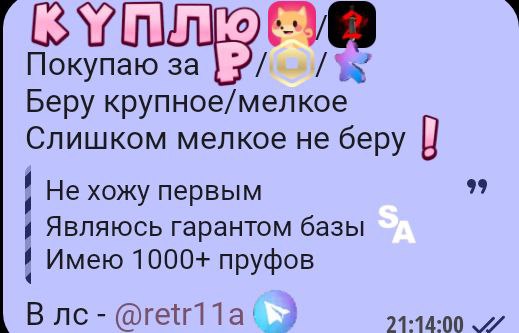 КУПЛЮ / 1
Покупаю за Р / /
Беру крупное/мелкое
Слишком мелкое не беру❗
Не хожу первым
Являюсь гарантом базы SA
Имею 1000+ пруфов
В лс - @retr11a
21:14:00